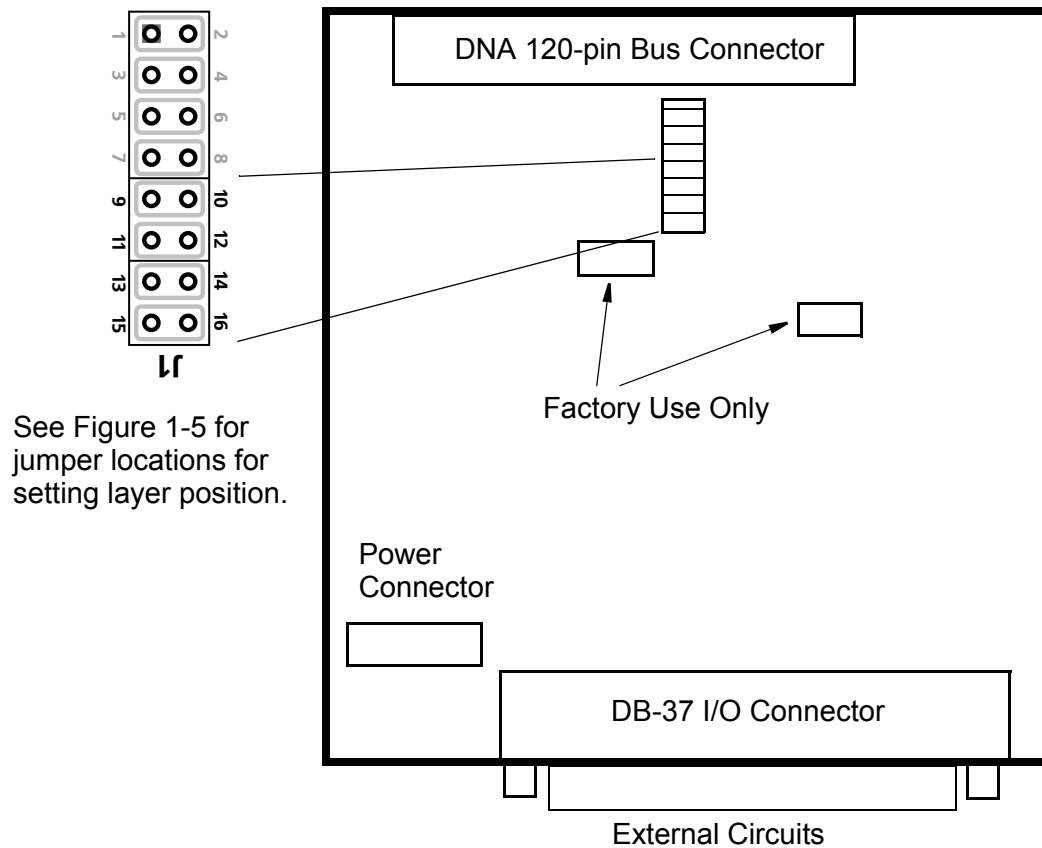 DNA 120-pin Bus Connector
1 2
3 4
5 6
7 8
9 10
11 12
13 14
15 16
J1
See Figure 1-5 for
jumper locations for
setting layer position.
Factory Use Only
Power
Connector
DB-37 I/O Connector
External Circuits